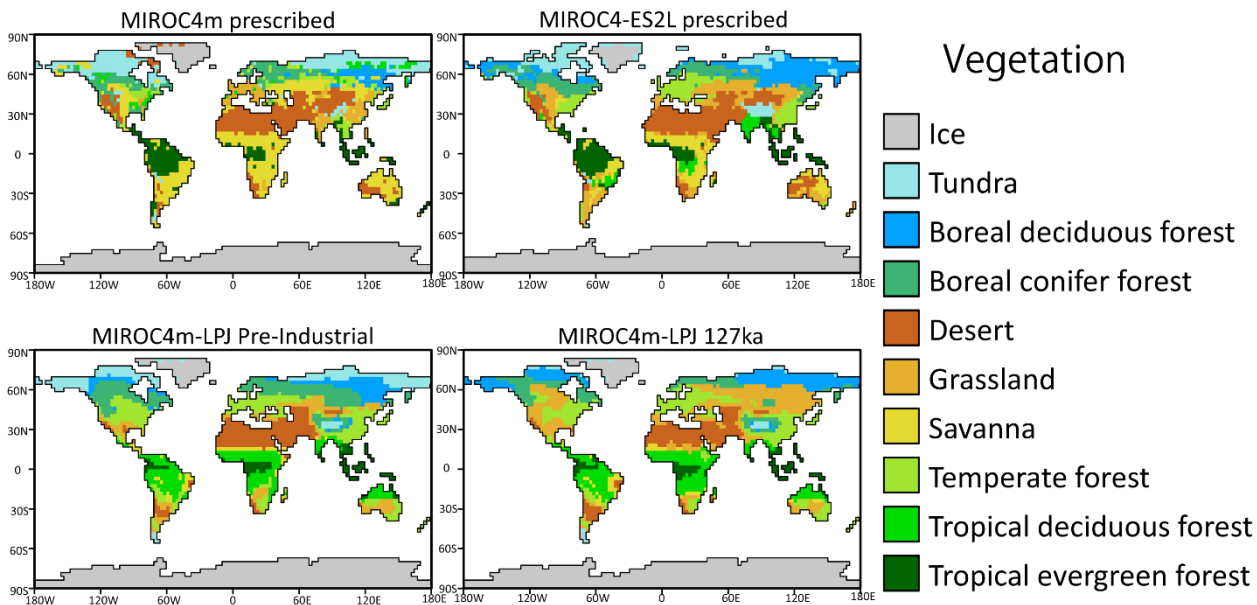 MIROC4m prescribed
MIROC4-ES2L prescribed
90N
60N
30N
0
30S
60S
90S
180W 120W 60W 0 60E 120E 180E
90N
60N
30N
0
30S
60S
90S
180W 120W 60W 0 60E 120E 180E
MIROC4m-LPJ Pre-Industrial
MIROC4m-LPJ 127ka
90N
60N
30N
0
30S
60S
90S
180W 120W 60W 0 60E 120E 180E
90N
60N
30N
0
30S
60S
90S
180W 120W 60W 0 60E 120E 180E
Vegetation
Ice
Tundra
Boreal deciduous forest
Boreal conifer forest
Desert
Grassland
Savanna
Temperate forest
Tropical deciduous forest
Tropical evergreen forest